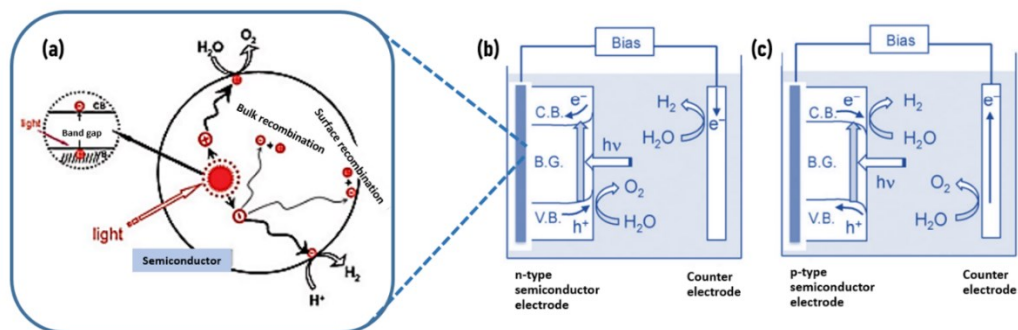 (a)
H₂O
O₂
CB
light
Band gap
VB
Bulk recombination
Surface recombination
light
Semiconductor
H⁺
H₂
(b)
Bias
C.B.
e⁻
B.G.
V.B.
h⁺
hν
H₂
H₂O
O₂
H₂O
e⁻
n-type
semiconductor
electrode
Counter
electrode
(c)
Bias
C.B.
e⁻
B.G.
V.B.
h⁺
H₂
H₂O
hν
O₂
H₂O
e⁻
p-type
semiconductor
electrode
Counter
electrode